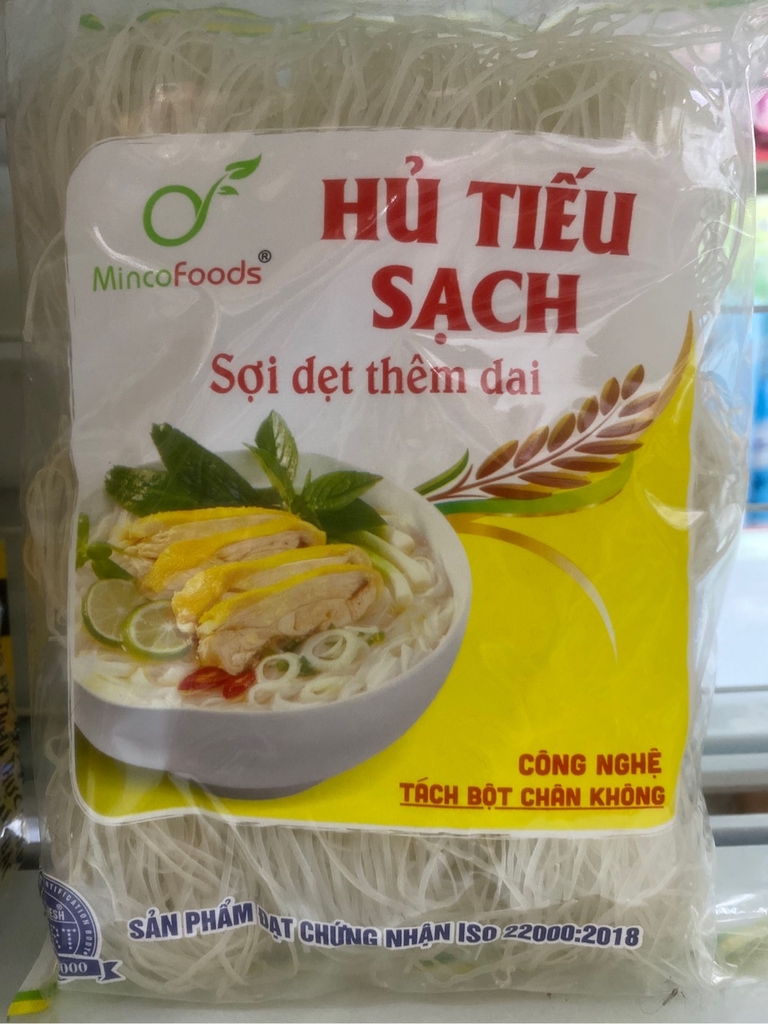 MincoFoods®
HỦ TIẾU
SẠCH
Sợi dẹt thêm dai
CÔNG NGHỆ
TÁCH BỘT CHÂN KHÔNG
SẢN PHẨM ĐẠT CHỨNG NHẬN ISO 22000:2018